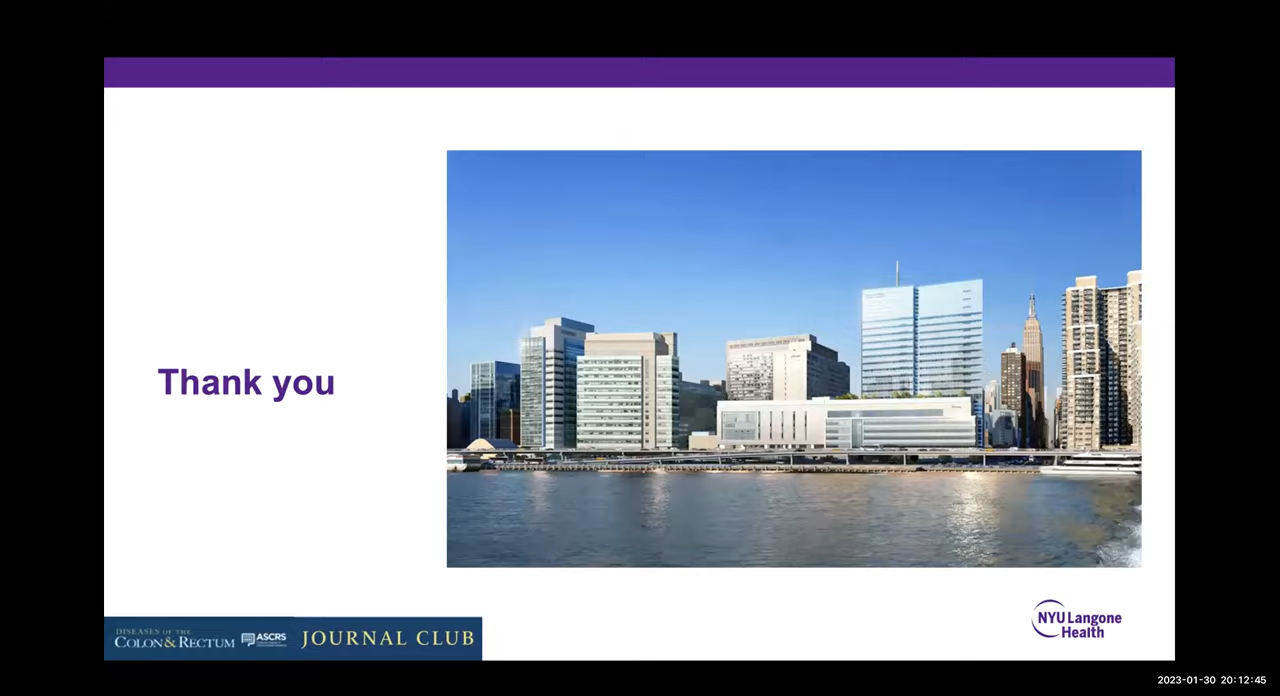 Thank you
DISEASES OF THE
COLON & RECTUM
ASCRS
JOURNAL CLUB
NYU Langone
Health
2023-01-30 20:12:45